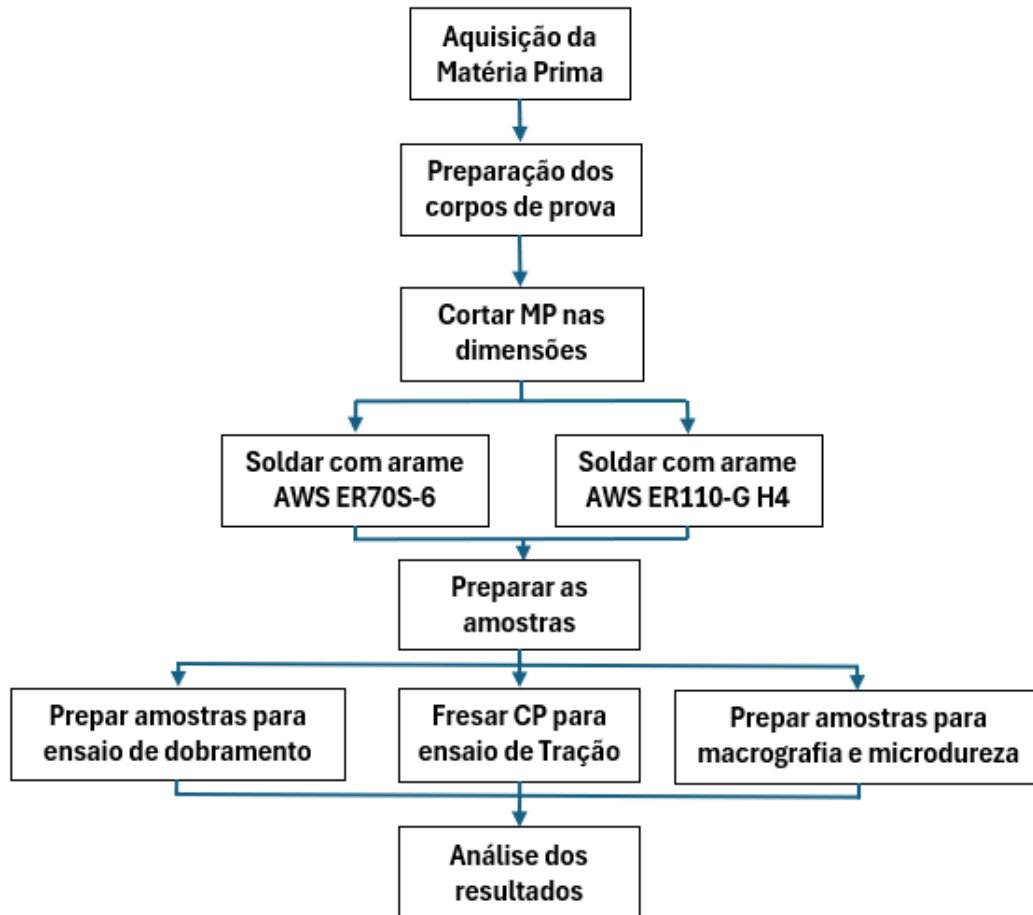 Aquisição da
Matéria Prima
Preparação dos
corpos de prova
Cortar MP nas
dimensões
Soldar com arame
AWS ER70S-6
Soldar com arame
AWS ER110-G H4
Preparar as
amostras
Prepar amostras para
ensaio de dobramento
Fresar CP para
ensaio de Tração
Prepar amostras para
macrografia e microdureza
Análise dos
resultados